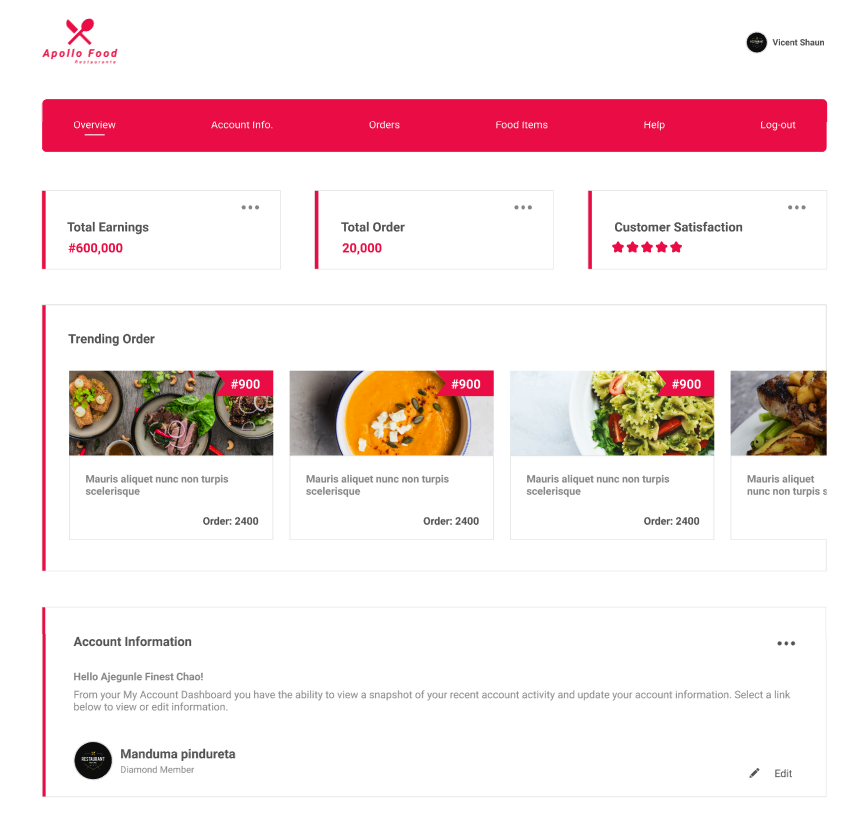 Apollo Food
Restaurante
Vicent Shaun
Overview
Account Info.
Orders
Food Items
Help
Log-out
Total Earnings
#600,000
Total Order
20,000
Customer Satisfaction
Trending Order
#900
#900
#900
Mauris aliquet nunc non turpis
scelerisque
Order: 2400
Mauris aliquet nunc non turpis
scelerisque
Order: 2400
Mauris aliquet nunc non turpis
scelerisque
Order: 2400
Mauris aliquet
nunc non turpis s
Account Information
Hello Ajegunle Finest Chao!
From your My Account Dashboard you have the ability to view a snapshot of your recent account activity and update your account information. Select a link
below to view or edit information.
RESTAURANT
Manduma pindureta
Diamond Member
Edit